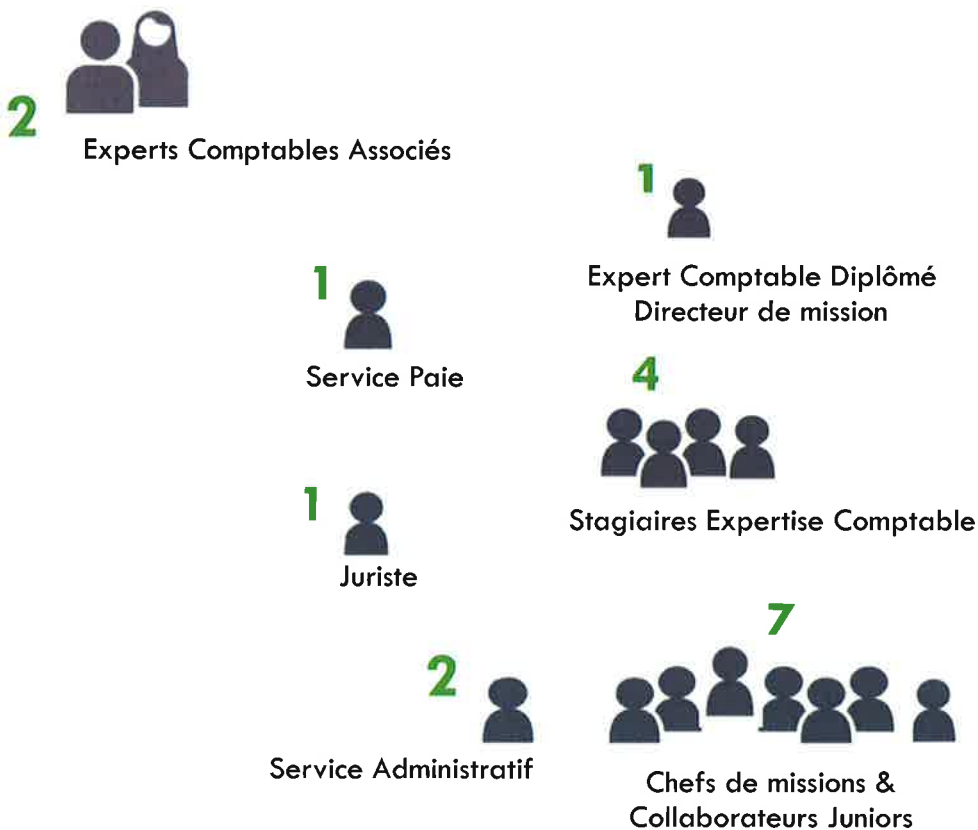 2
Experts Comptables Associés
1
Expert Comptable Diplômé
Directeur de mission
1
Service Paie
4
Stagiaires Expertise Comptable
1
Juriste
7
Chefs de missions &
Collaborateurs Juniors
2
Service Administratif